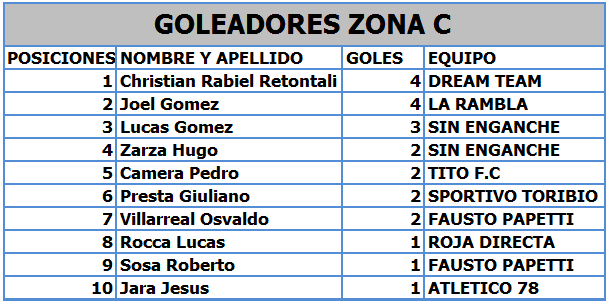 GOLEADORES ZONA C
POSICIONES NOMBRE Y APELLIDO GOLES EQUIPO
1 Christian Rabiel Retontali 4 DREAM TEAM
2 Joel Gomez 4 LA RAMBLA
3 Lucas Gomez 3 SIN ENGANCHE
4 Zarza Hugo 2 SIN ENGANCHE
5 Camera Pedro 2 TITO F.C
6 Presta Giuliano 2 SPORTIVO TORIBIO
7 Villarreal Osvaldo 2 FAUSTO PAPETTI
8 Rocca Lucas 1 ROJA DIRECTA
9 Sosa Roberto 1 FAUSTO PAPETTI
10 Jara Jesus 1 ATLETICO 78